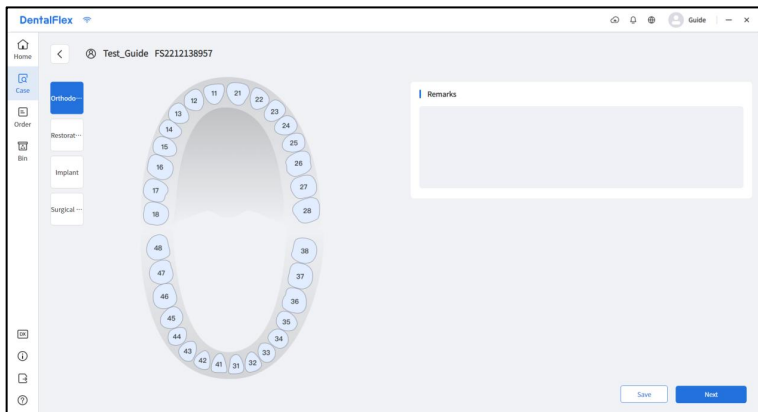 DentalFlex
Guide
Home
Case
Order
Bin
Test_Guide FS2212138957
Orthodo···
Restorat···
Implant
Surgical ···
11 21
12 22
13 23
14 24
15 25
16 26
17 27
18 28
48 38
47 37
46 36
45 35
44 34
43 33
42 41 31 32
Remarks
OK
Save
Next